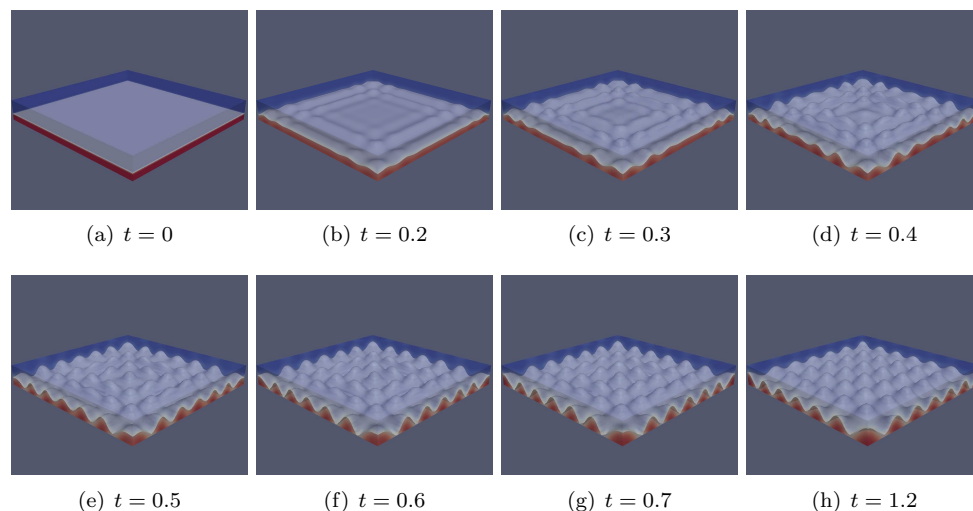 (a) t = 0
(b) t = 0.2
(c) t = 0.3
(d) t = 0.4
(e) t = 0.5
(f) t = 0.6
(g) t = 0.7
(h) t = 1.2